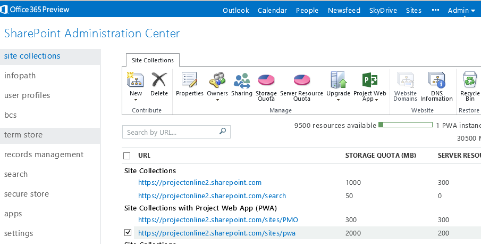 Office 365 Preview
Outlook Calendar People Newsfeed SkyDrive Sites ••• Admin
SharePoint Administration Center
site collections
infopath
user profiles
bcs
term store
records management
search
secure store
apps
settings
Site Collections
New
Delete
Properties
Owners
Sharing
Storage Quota
Server Resource Quota
Upgrade
Project Web App
Website Domains
DNS Information
Recycle Bin
Contribute
Manage
Website
Restore
Search by URL...
9500 resources available
1 PWA instanc
30500 M
URL STORAGE QUOTA (MB) SERVER RESOU
Site Collections
https://projectonline2.sharepoint.com 1000 300
https://projectonline2.sharepoint.com/search 50 0
Site Collections with Project Web App (PWA)
https://projectonline2.sharepoint.com/sites/PMO 300 300
https://projectonline2.sharepoint.com/sites/pwa 2000 200